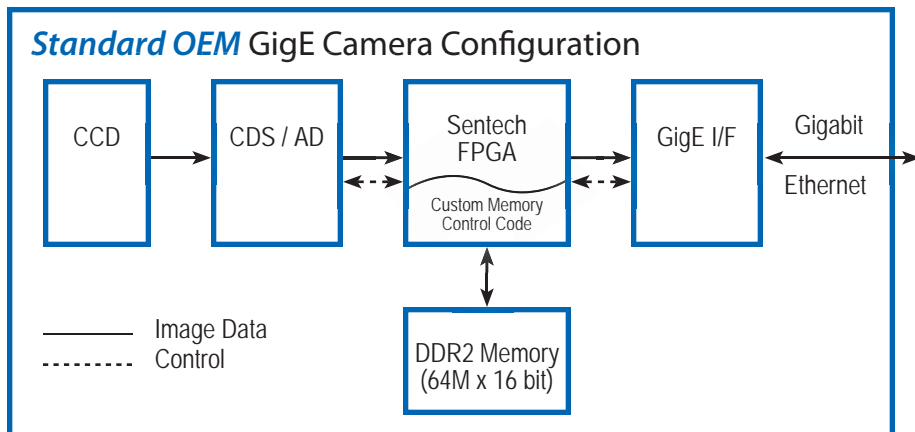 Standard OEM GigE Camera Configuration
CCD
CDS / AD
Sentech
FPGA
Custom Memory
Control Code
GigE I/F
Gigabit
Ethernet
Image Data
Control
DDR2 Memory
(64M x 16 bit)